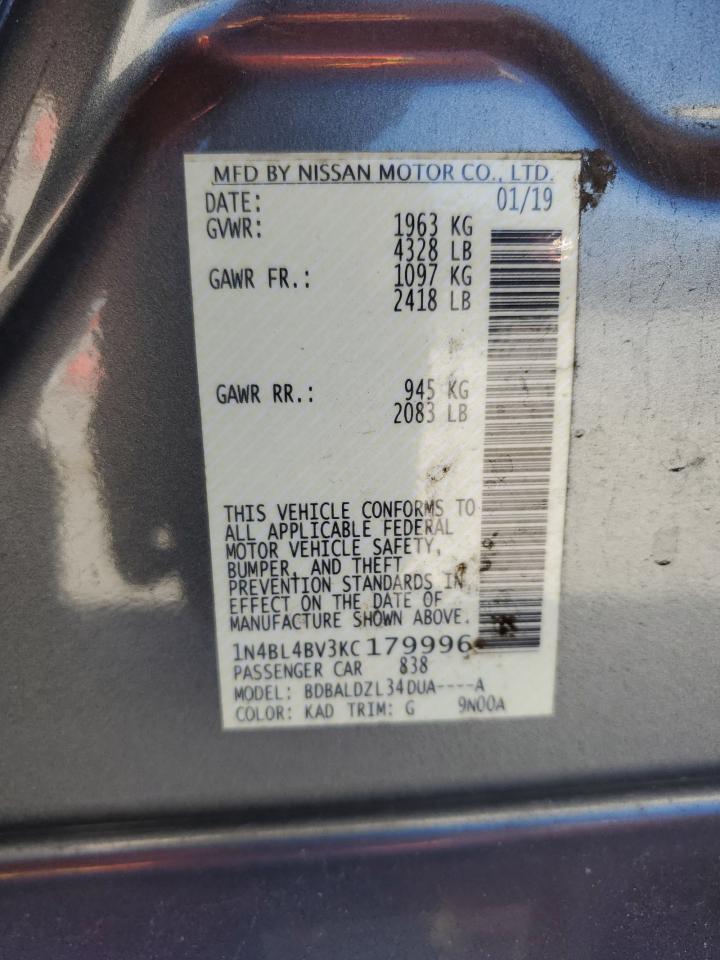 MFD BY NISSAN MOTOR CO., LTD.
DATE: 01/19
GVWR: 1963 KG
4328 LB
GAWR FR.: 1097 KG
2418 LB
GAWR RR.: 945 KG
2083 LB
THIS VEHICLE CONFORMS TO
ALL APPLICABLE FEDERAL
MOTOR VEHICLE SAFETY,
BUMPER, AND THEFT
PREVENTION STANDARDS IN
EFFECT ON THE DATE OF
MANUFACTURE SHOWN ABOVE.
1N4BL4BV3KC179996
PASSENGER CAR 838
MODEL: BDBALDZL34DUA----A
COLOR: KAD TRIM: G 9N00A